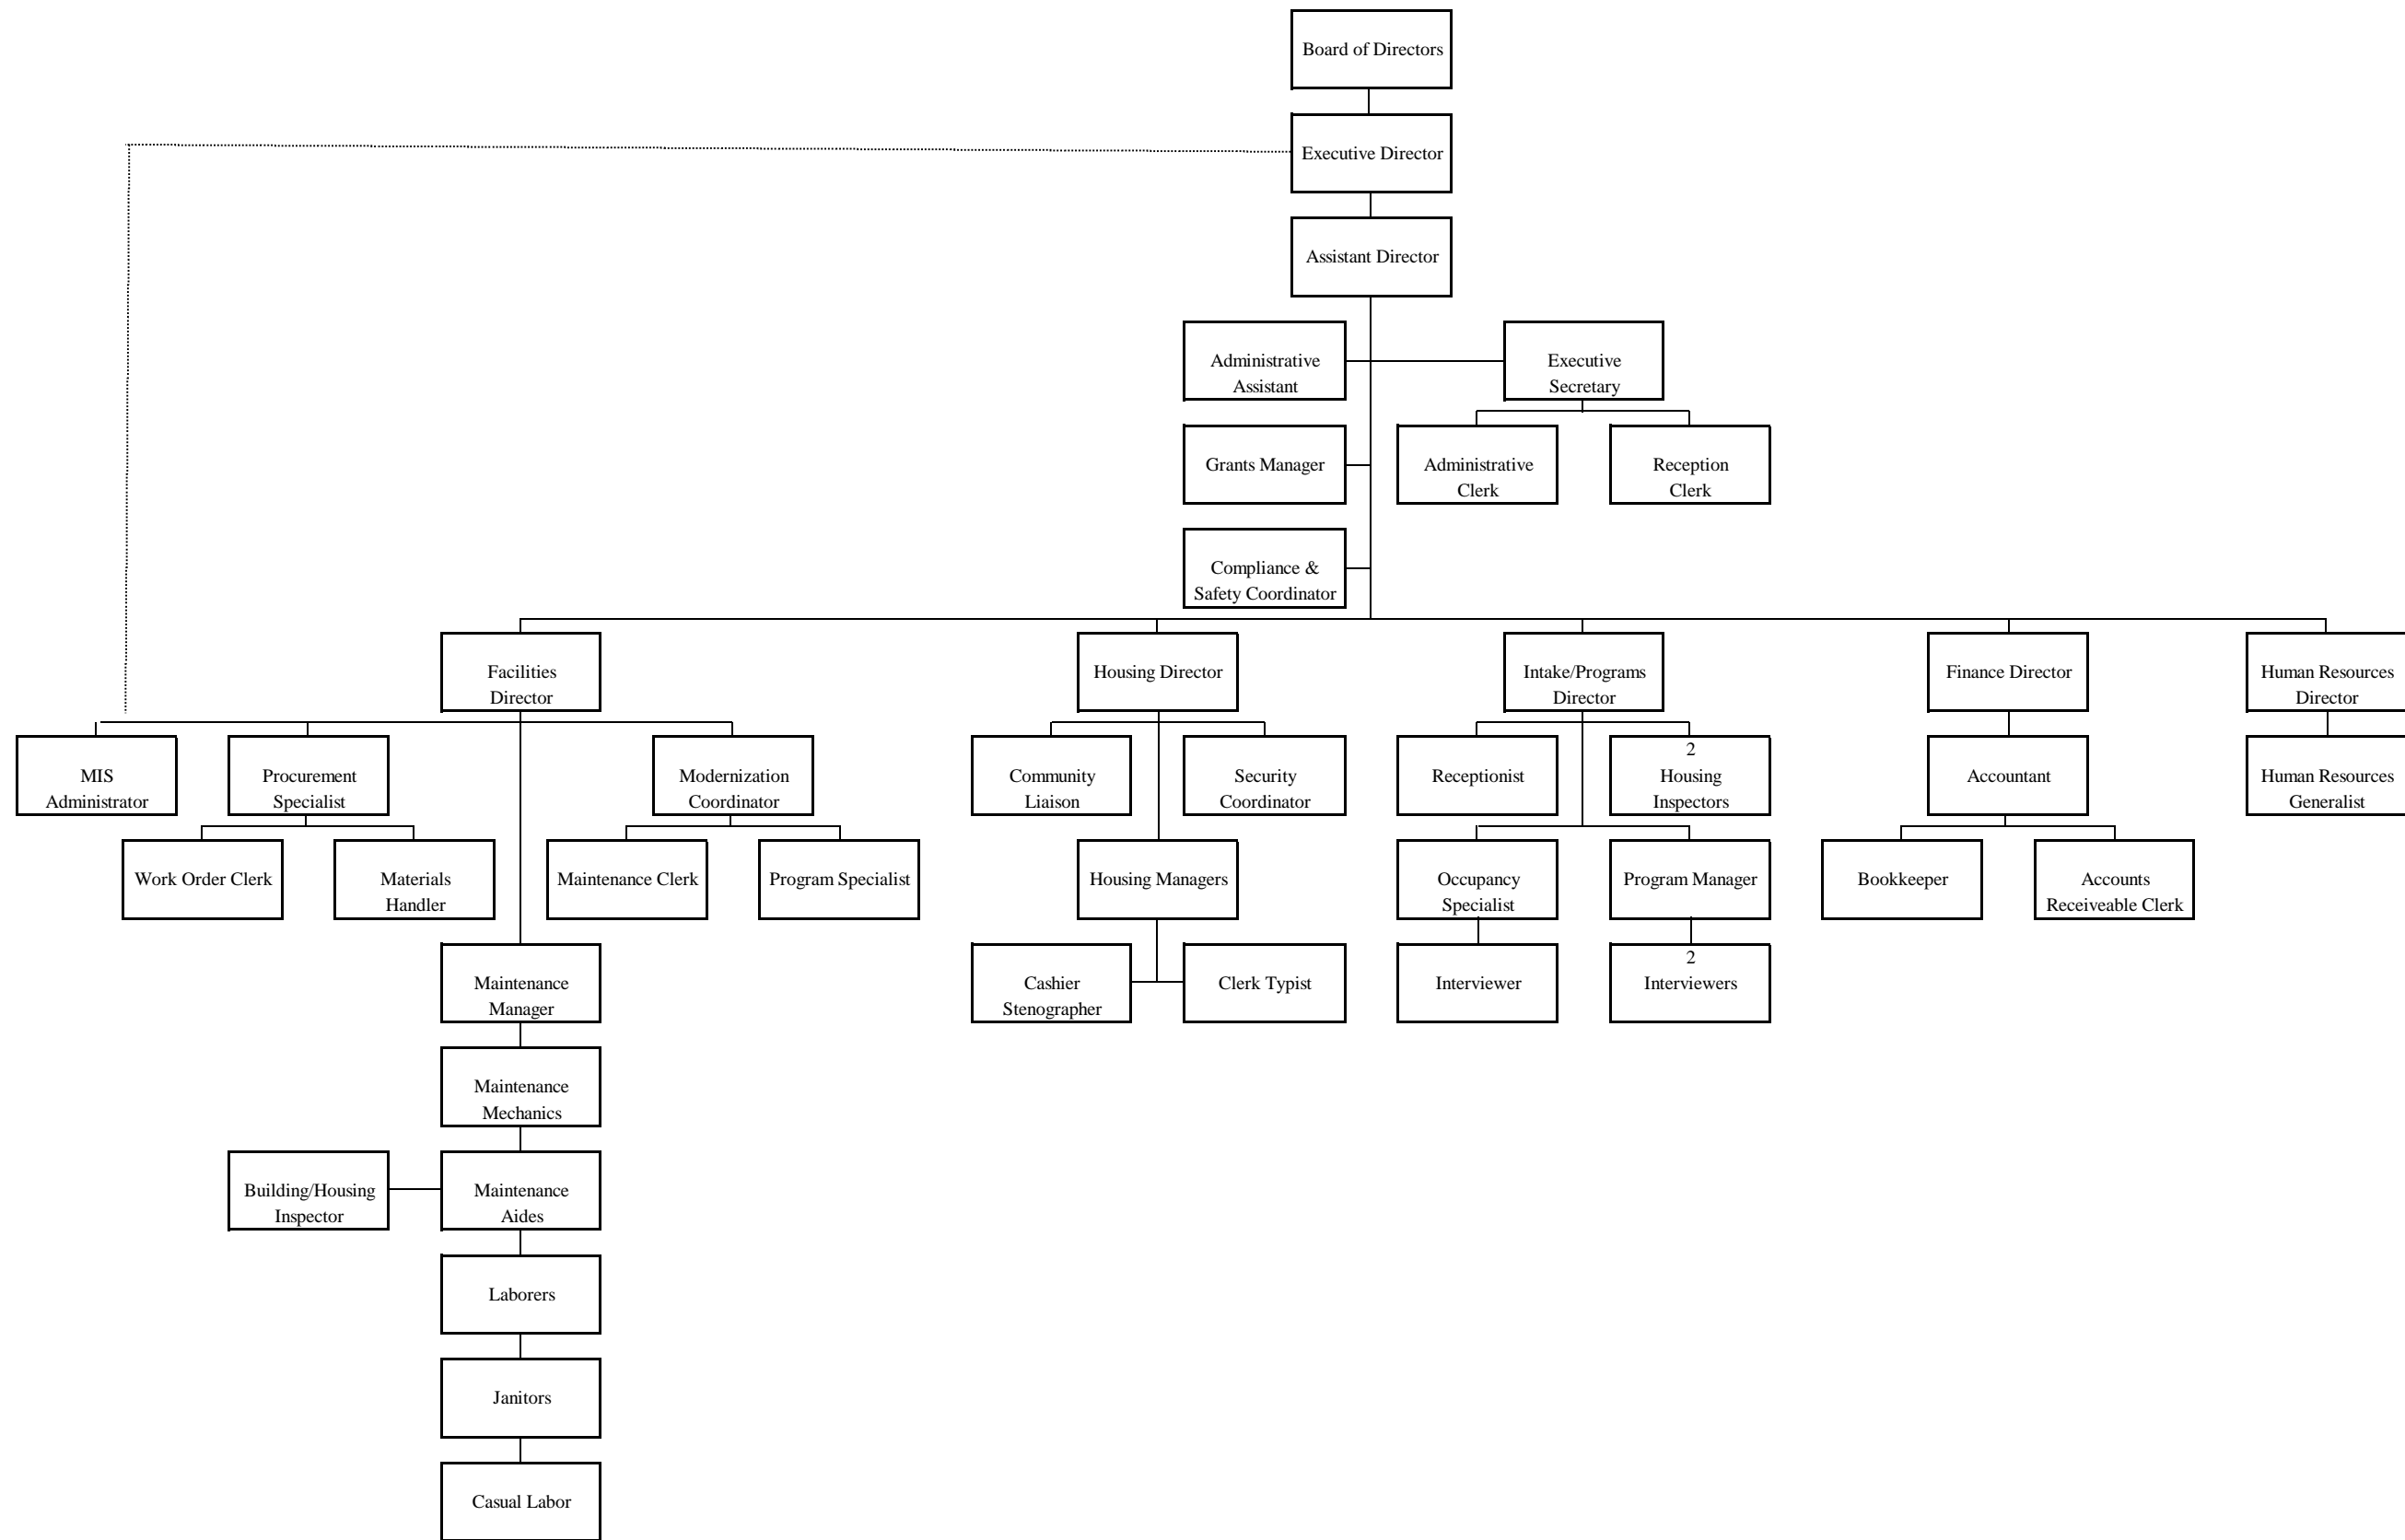 Board of Directors
Executive Director
Assistant Director
Administrative
Assistant
Executive
Secretary
Grants Manager
Administrative
Clerk
Reception
Clerk
Compliance &
Safety Coordinator
Facilities
Director
Housing Director
Intake/Programs
Director
Finance Director
Human Resources
Director
MIS
Administrator
Procurement
Specialist
Modernization
Coordinator
Community
Liaison
Security
Coordinator
Receptionist
2
Housing
Inspectors
Accountant
Human Resources
Generalist
Work Order Clerk
Materials
Handler
Maintenance Clerk
Program Specialist
Housing Managers
Occupancy
Specialist
Program Manager
Bookkeeper
Accounts
Receiveable Clerk
Maintenance
Manager
Cashier
Stenographer
Clerk Typist
Interviewer
2
Interviewers
Maintenance
Mechanics
Building/Housing
Inspector
Maintenance
Aides
Laborers
Janitors
Casual Labor